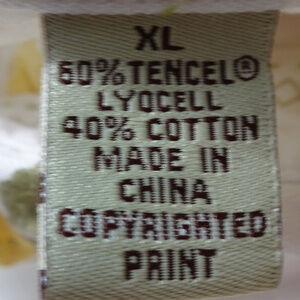 XL
60% TENCEL®
LYOCELL
40% COTTON
MADE IN
CHINA
COPYRIGHTED
PRINT